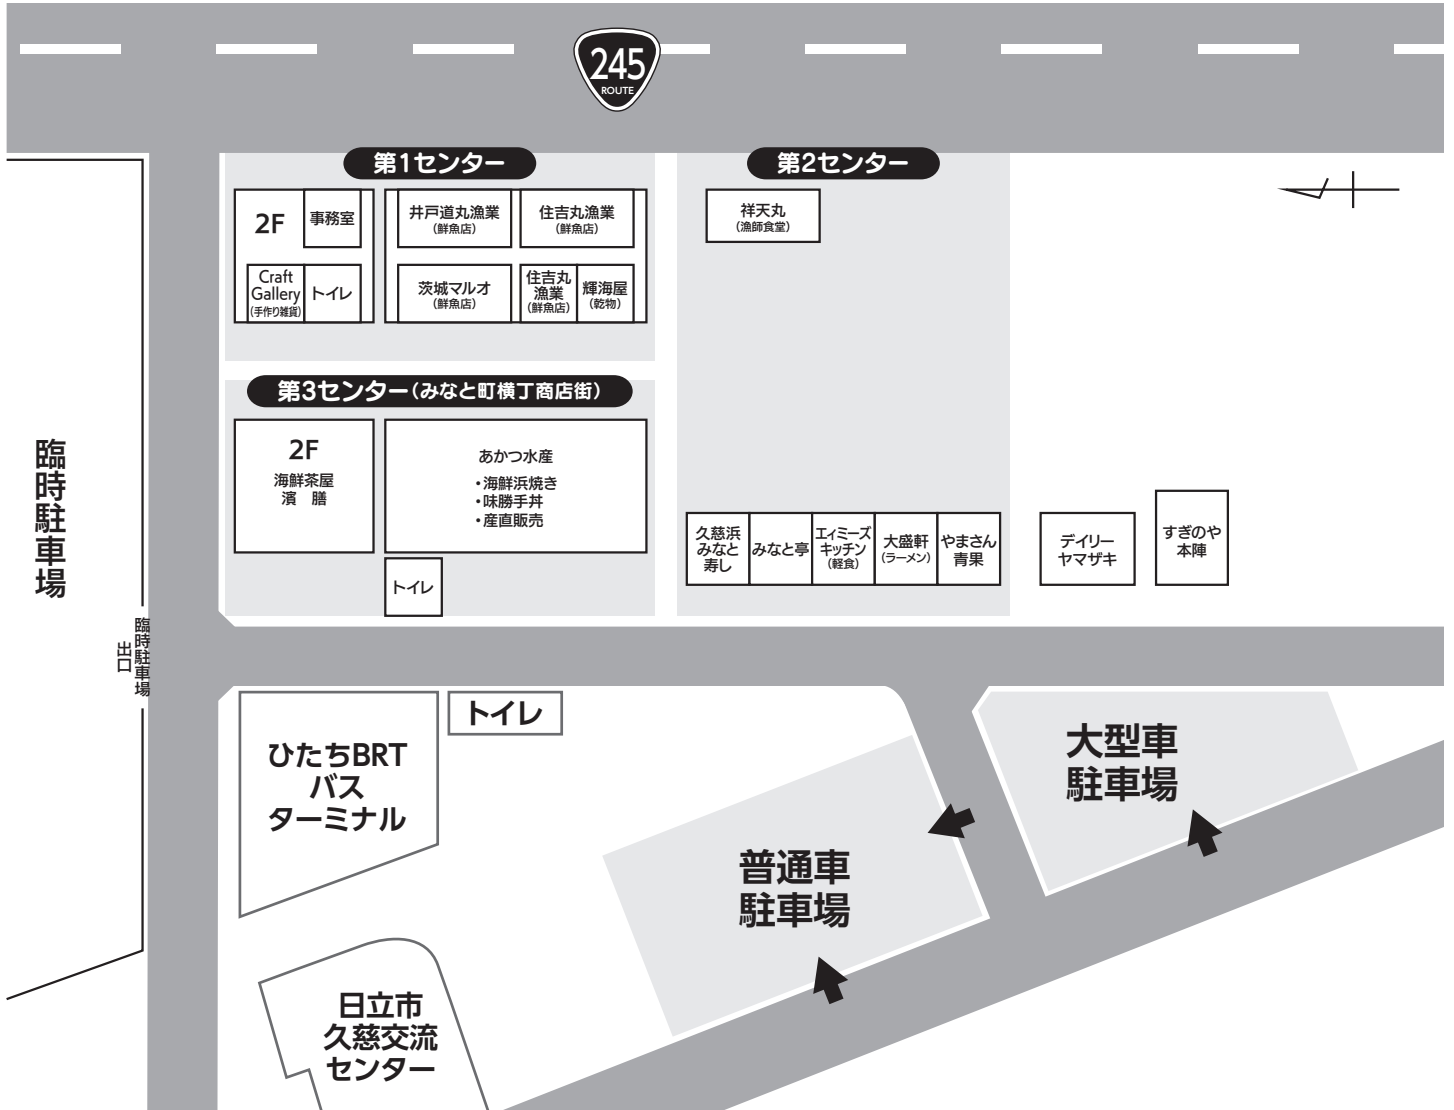 245
ROUTE
第1センター
2F
事務室
Craft
Gallery
(手作り雑貨)
トイレ
井戸道丸漁業
(鮮魚店)
住吉丸漁業
(鮮魚店)
茨城マルオ
(鮮魚店)
住吉丸
漁業
(鮮魚店)
輝海屋
(乾物)
第2センター
祥天丸
(漁師食堂)
久慈浜
みなと
寿し
みなと亭
エィミーズ
キッチン
(軽食)
大盛軒
(ラーメン)
やまさん
青果
デイリー
ヤマザキ
すぎのや
本陣
第3センター(みなと町横丁商店街)
2F
海鮮茶屋
濱 膳
あかつ水産
・海鮮浜焼き
・味勝手丼
・産直販売
トイレ
臨時駐車場
臨時駐車場
出口
ひたちBRT
バス
ターミナル
トイレ
大型車
駐車場
普通車
駐車場
日立市
久慈交流
センター